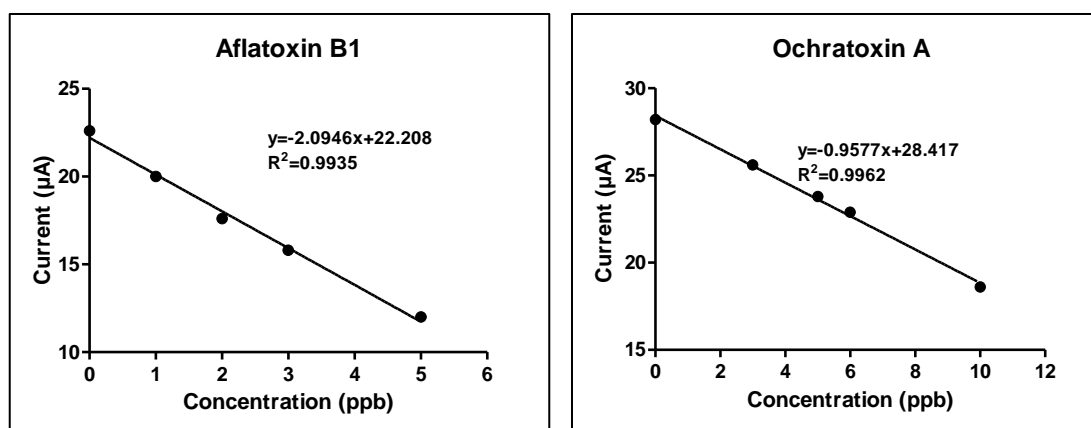 Aflatoxin B1
25
20
15
10
Current (µA)
y=-2.0946x+22.208
R²=0.9935
0 1 2 3 4 5 6
Concentration (ppb)
Ochratoxin A
30
25
20
15
Current (µA)
y=-0.9577x+28.417
R²=0.9962
0 2 4 6 8 10 12
Concentration (ppb)